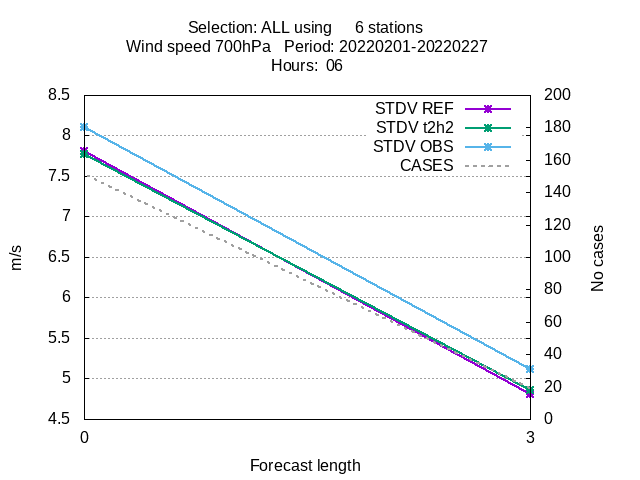 Selection: ALL using     6 stations
Wind speed 700hPa   Period: 20220201-20220227
Hours:  06
8.5
8
7.5
7
6.5
6
5.5
5
4.5
200
180
160
140
120
100
80
60
40
20
0
STDV REF
STDV t2h2
STDV OBS
CASES
m/s
No cases
0
3
Forecast length